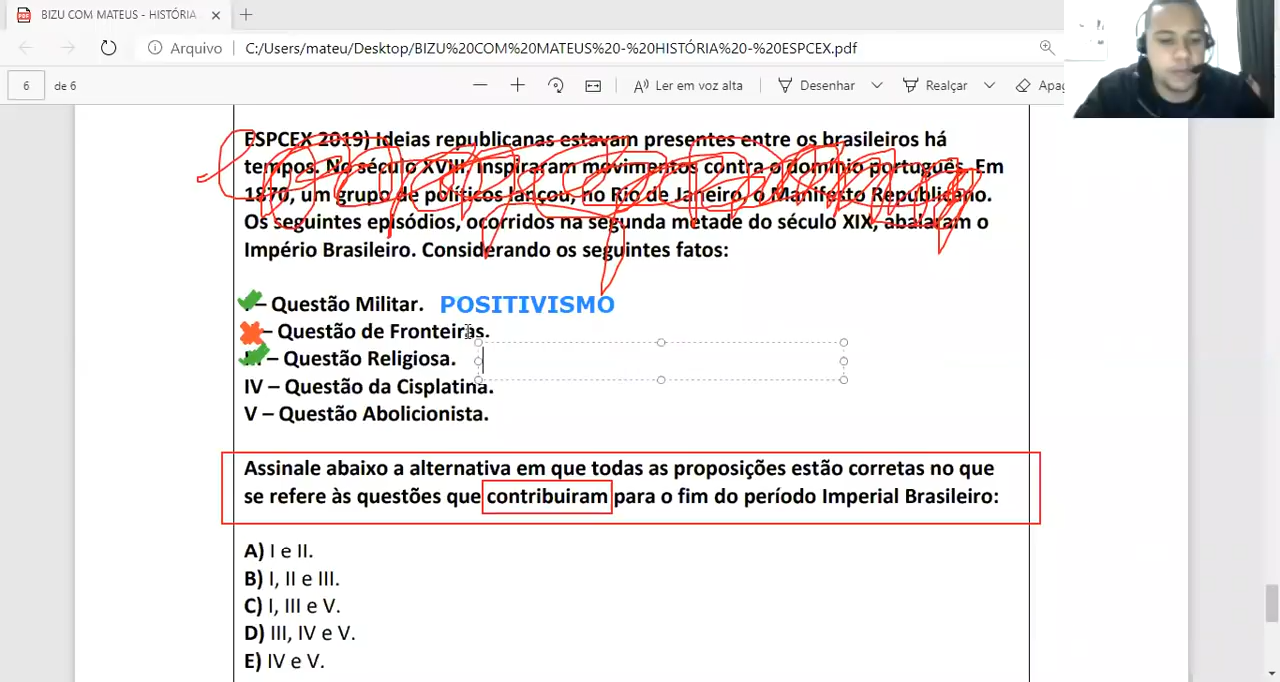 BIZU COM MATEUS - HISTÓRIA
Arquivo
C:/Users/mateu/Desktop/BIZU%20COM%20MATEUS%20-%20HISTÓRIA%20-%20ESPCEX.pdf
6 de 6
Ler em voz alta
Desenhar
Realçar
Apag
ESPCEX 2019) Ideias republicanas estavam presentes entre os brasileiros há
tempos. No século XVIII, inspiraram movimentos contra o domínio português. Em
1870, um grupo de políticos lançou, no Rio de Janeiro, o Manifesto Republicano.
Os seguintes episódios, ocorridos na segunda metade do século XIX, abalaram o
Império Brasileiro. Considerando os seguintes fatos:
I – Questão Militar. POSITIVISMO
– Questão de Fronteiras.
III – Questão Religiosa.
IV – Questão da Cisplatina.
V – Questão Abolicionista.
Assinale abaixo a alternativa em que todas as proposições estão corretas no que
se refere às questões que contribuiram para o fim do período Imperial Brasileiro:
A) I e II.
B) I, II e III.
C) I, III e V.
D) III, IV e V.
E) IV e V.